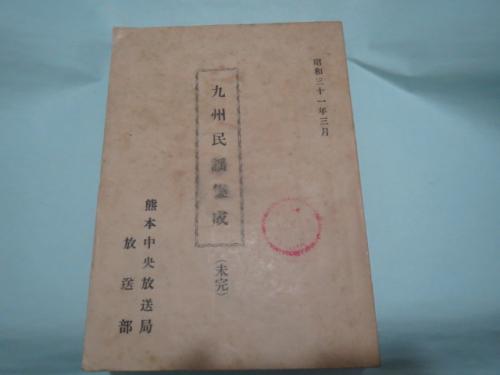 昭和三十一年三月
九州民謡集成
(未完)
熊本中央放送局
放送部